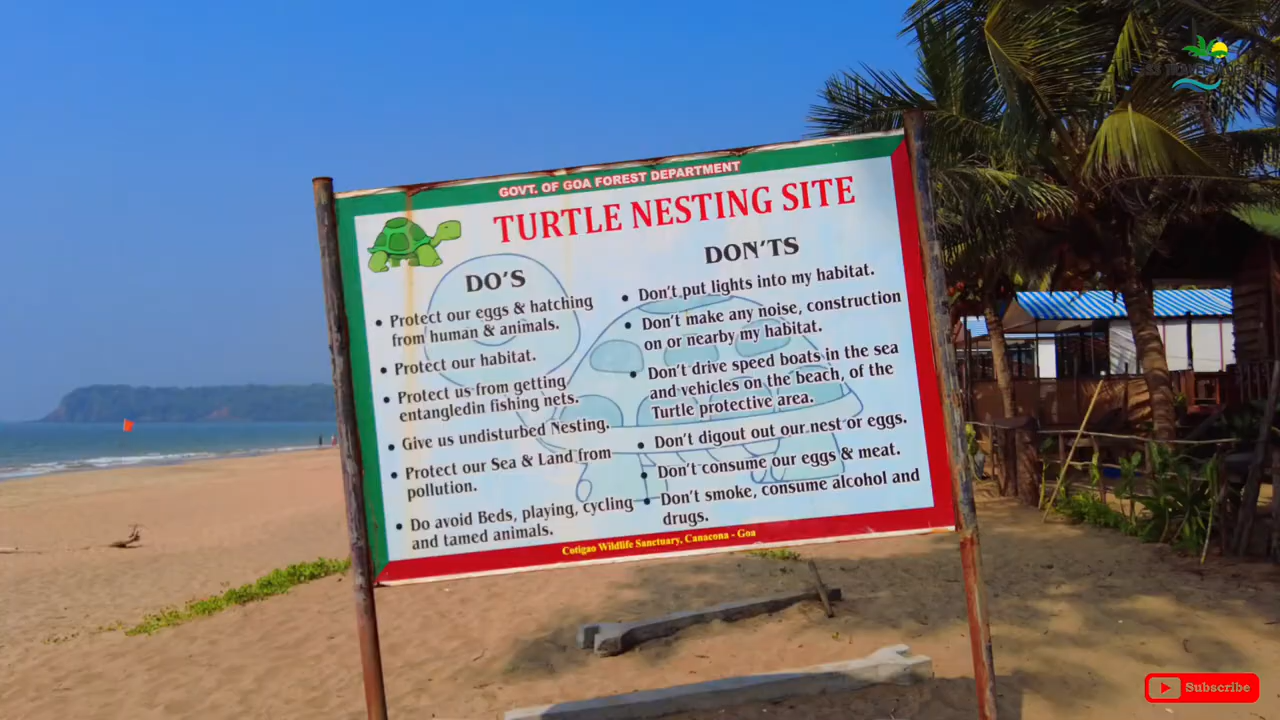 GOVT. OF GOA FOREST DEPARTMENT
TURTLE NESTING SITE
DO'S
Protect our eggs & hatching
from human & animals.
Protect our habitat.
Protect us from getting
entangledin fishing nets.
Give us undisturbed Nesting.
Protect our Sea & Land from
pollution.
Do avoid Beds, playing, cycling
and tamed animals.
DON'TS
Don't put lights into my habitat.
Don't make any noise, construction
on or nearby my habitat.
Don't drive speed boats in the sea
and vehicles on the beach, of the
Turtle protective area.
Don't digout out our nest or eggs.
Don't consume our eggs & meat.
Don't smoke, consume alcohol and
drugs.
Cotigao Wildlife Sanctuary, Canacona - Goa
Subscribe